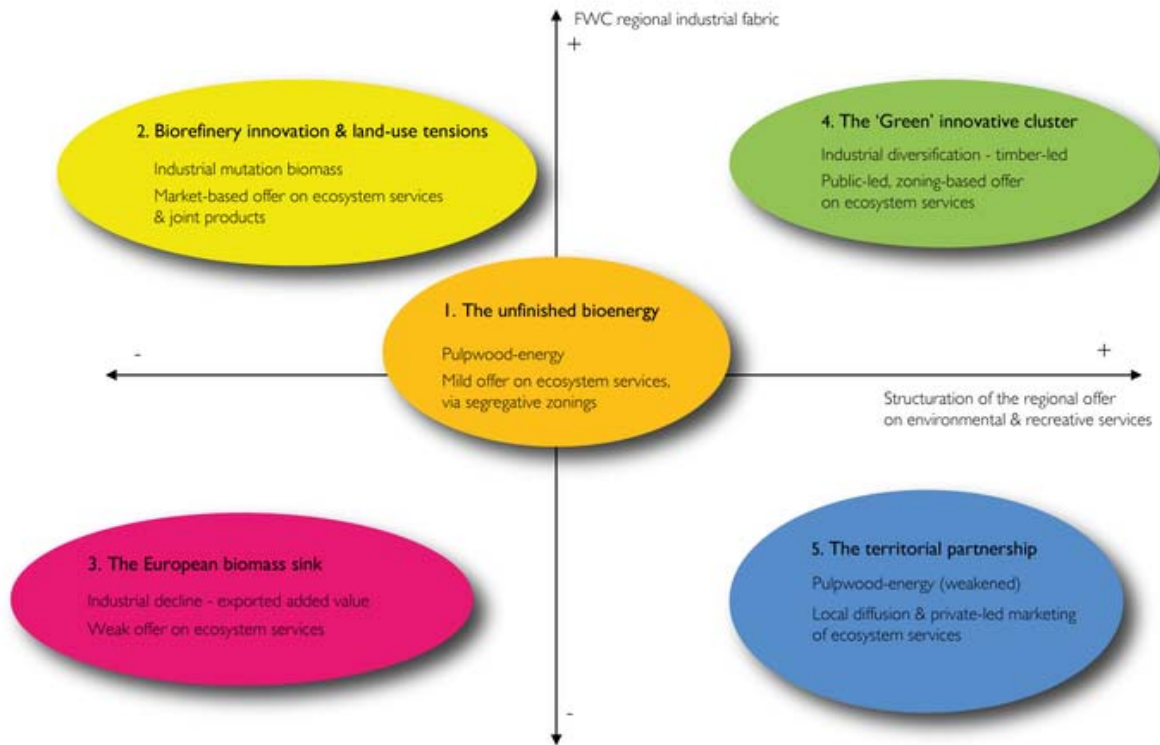 FWC regional industrial fabric
+
2. Biorefinery innovation & land-use tensions
Industrial mutation biomass
Market-based offer on ecosystem services
& joint products
4. The 'Green' innovative cluster
Industrial diversification - timber-led
Public-led, zoning-based offer
on ecosystem services
1. The unfinished bioenergy
Pulpwood-energy
Mild offer on ecosystem services,
via segregative zonings
-
+
Structuration of the regional offer
on environmental & recreative services
3. The European biomass sink
Industrial decline - exported added value
Weak offer on ecosystem services
5. The territorial partnership
Pulpwood-energy (weakened)
Local diffusion & private-led marketing
of ecosystem services
-